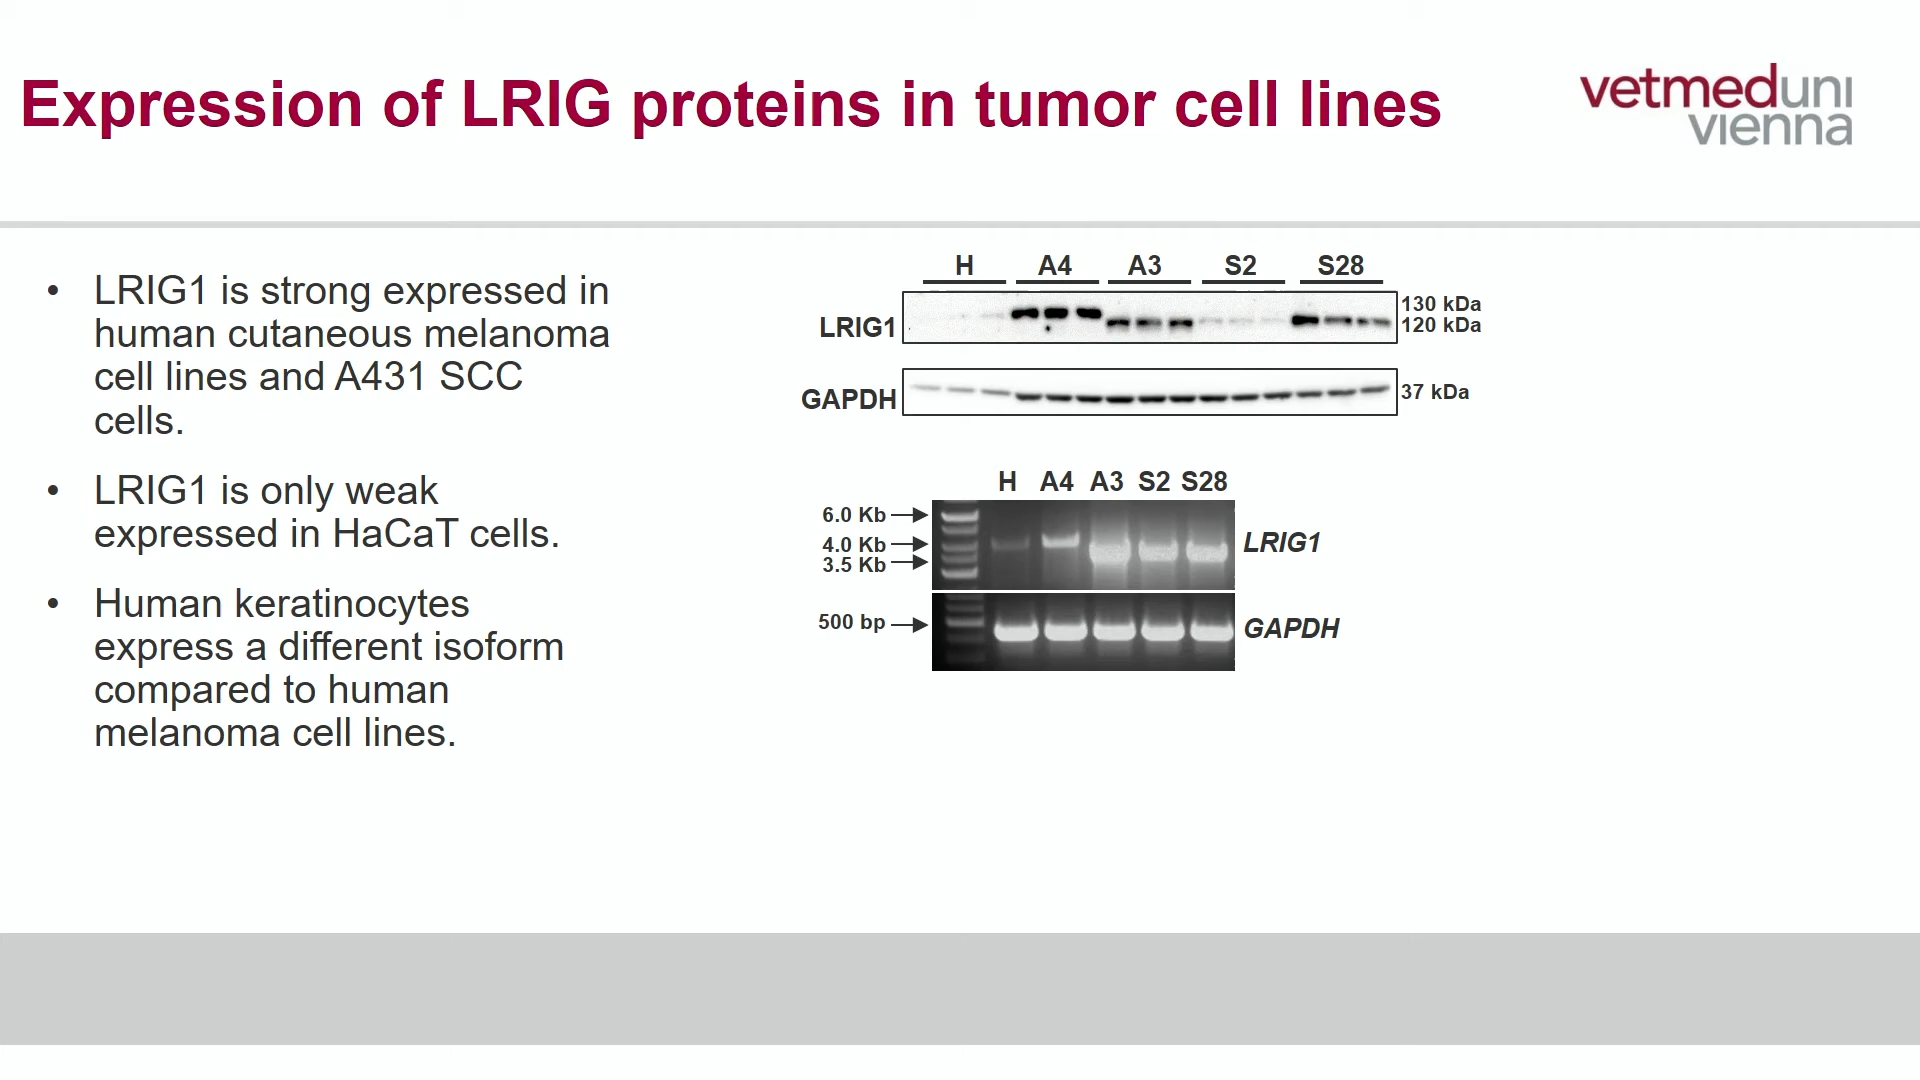 Expression of LRIG proteins in tumor cell lines
vetmeduni
vienna
• LRIG1 is strong expressed in
human cutaneous melanoma
cell lines and A431 SCC
cells.
• LRIG1 is only weak
expressed in HaCaT cells.
• Human keratinocytes
express a different isoform
compared to human
melanoma cell lines.
H A4 A3 S2 S28
LRIG1
130 kDa
120 kDa
GAPDH
37 kDa
H A4 A3 S2 S28
6.0 Kb
4.0 Kb
3.5 Kb
LRIG1
500 bp
GAPDH